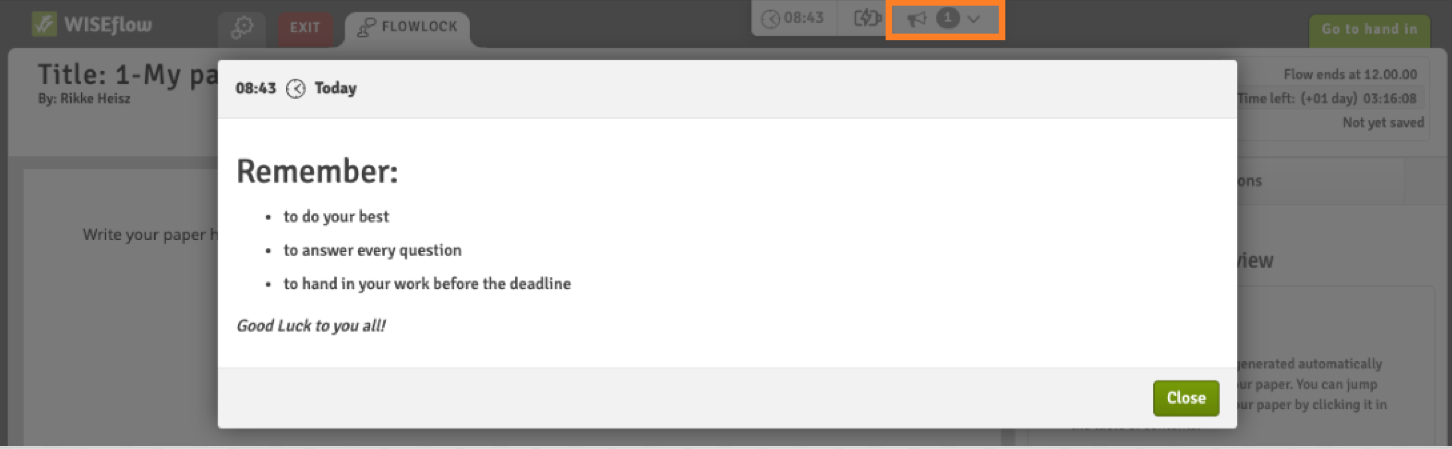 WISEflow
EXIT
FLOWLOCK
08:43
1
Go to hand in
Title: 1-My pa
By: Rikke Heisz
Flow ends at 12.00.00
Time left: (+01 day) 03:16:08
Not yet saved
08:43 Today
Remember:
• to do your best
• to answer every question
• to hand in your work before the deadline
Good Luck to you all!
Close
Write your paper h
ons
view
generated automatically
ur paper. You can jump
ur paper by clicking it in